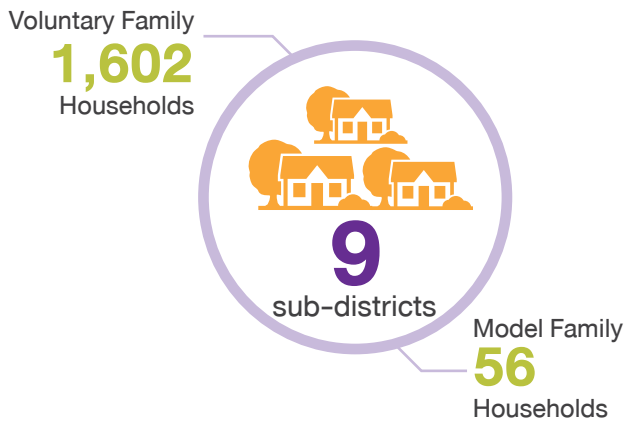 Voluntary Family
1,602
Households
9
sub-districts
Model Family
56
Households